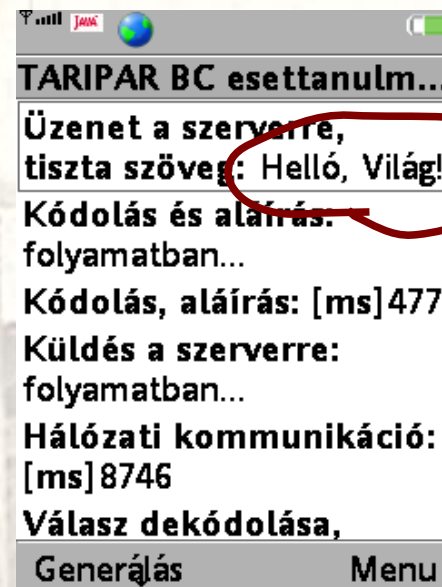 JAVA
TARIPAR BC esettanulm...
Üzenet a szerverre,
tiszta szöveg: Helló, Világ!
Kódolás és aláírás:
folyamatban...
Kódolás, aláírás: [ms]477
Küldés a szerverre:
folyamatban...
Hálózati kommunikáció:
[ms]8746
Válasz dekódolása,
Generálás Menu